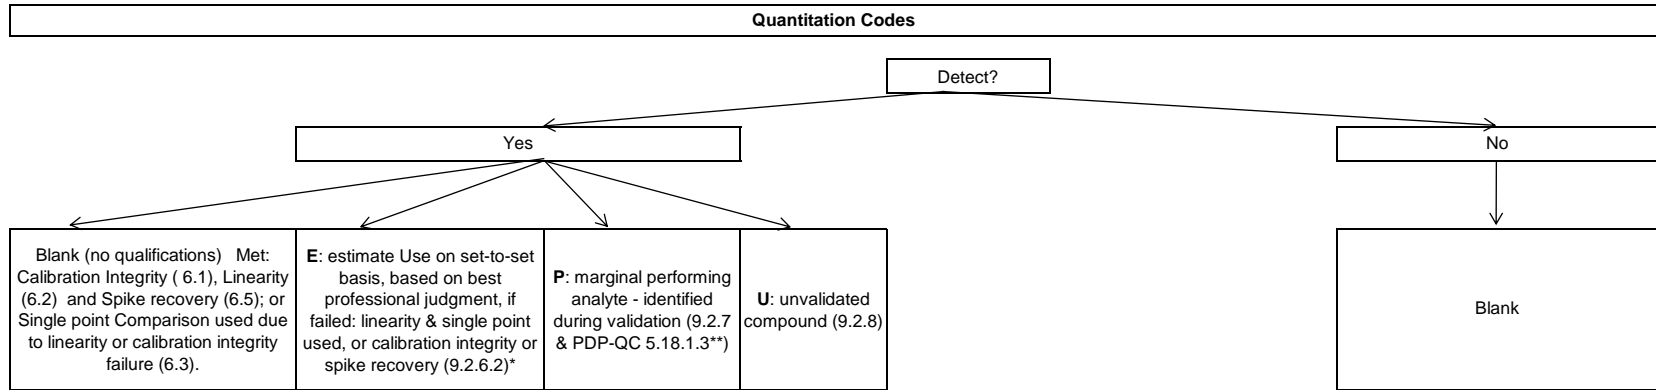 Quantitation Codes
Detect?
Yes
No
Blank (no qualifications) Met:
Calibration Integrity ( 6.1), Linearity
(6.2) and Spike recovery (6.5); or
Single point Comparison used due
to linearity or calibration integrity
failure (6.3).
E: estimate Use on set-to-set
basis, based on best
professional judgment, if
failed: linearity & single point
used, or calibration integrity or
spike recovery (9.2.6.2)*
P: marginal performing
analyte - identified
during validation (9.2.7
& PDP-QC 5.18.1.3**)
U: unvalidated
compound (9.2.8)
Blank